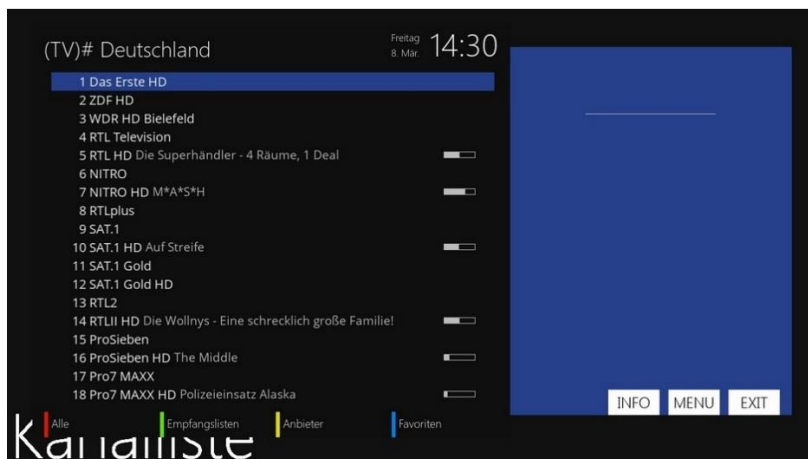 (TV)# Deutschland
Freitag
8. Mär.
14:30
1 Das Erste HD
2 ZDF HD
3 WDR HD Bielefeld
4 RTL Television
5 RTL HD Die Superhändler - 4 Räume, 1 Deal
6 NITRO
7 NITRO HD M*A*S*H
8 RTLplus
9 SAT.1
10 SAT.1 HD Auf Streife
11 SAT.1 Gold
12 SAT.1 Gold HD
13 RTL2
14 RTLII HD Die Wollnys - Eine schrecklich große Familie!
15 ProSieben
16 ProSieben HD The Middle
17 Pro7 MAXX
18 Pro7 MAXX HD Polizeieinsatz Alaska
INFO MENU EXIT
Alle Empfangslisten Anbieter Favoriten
Kanalliste